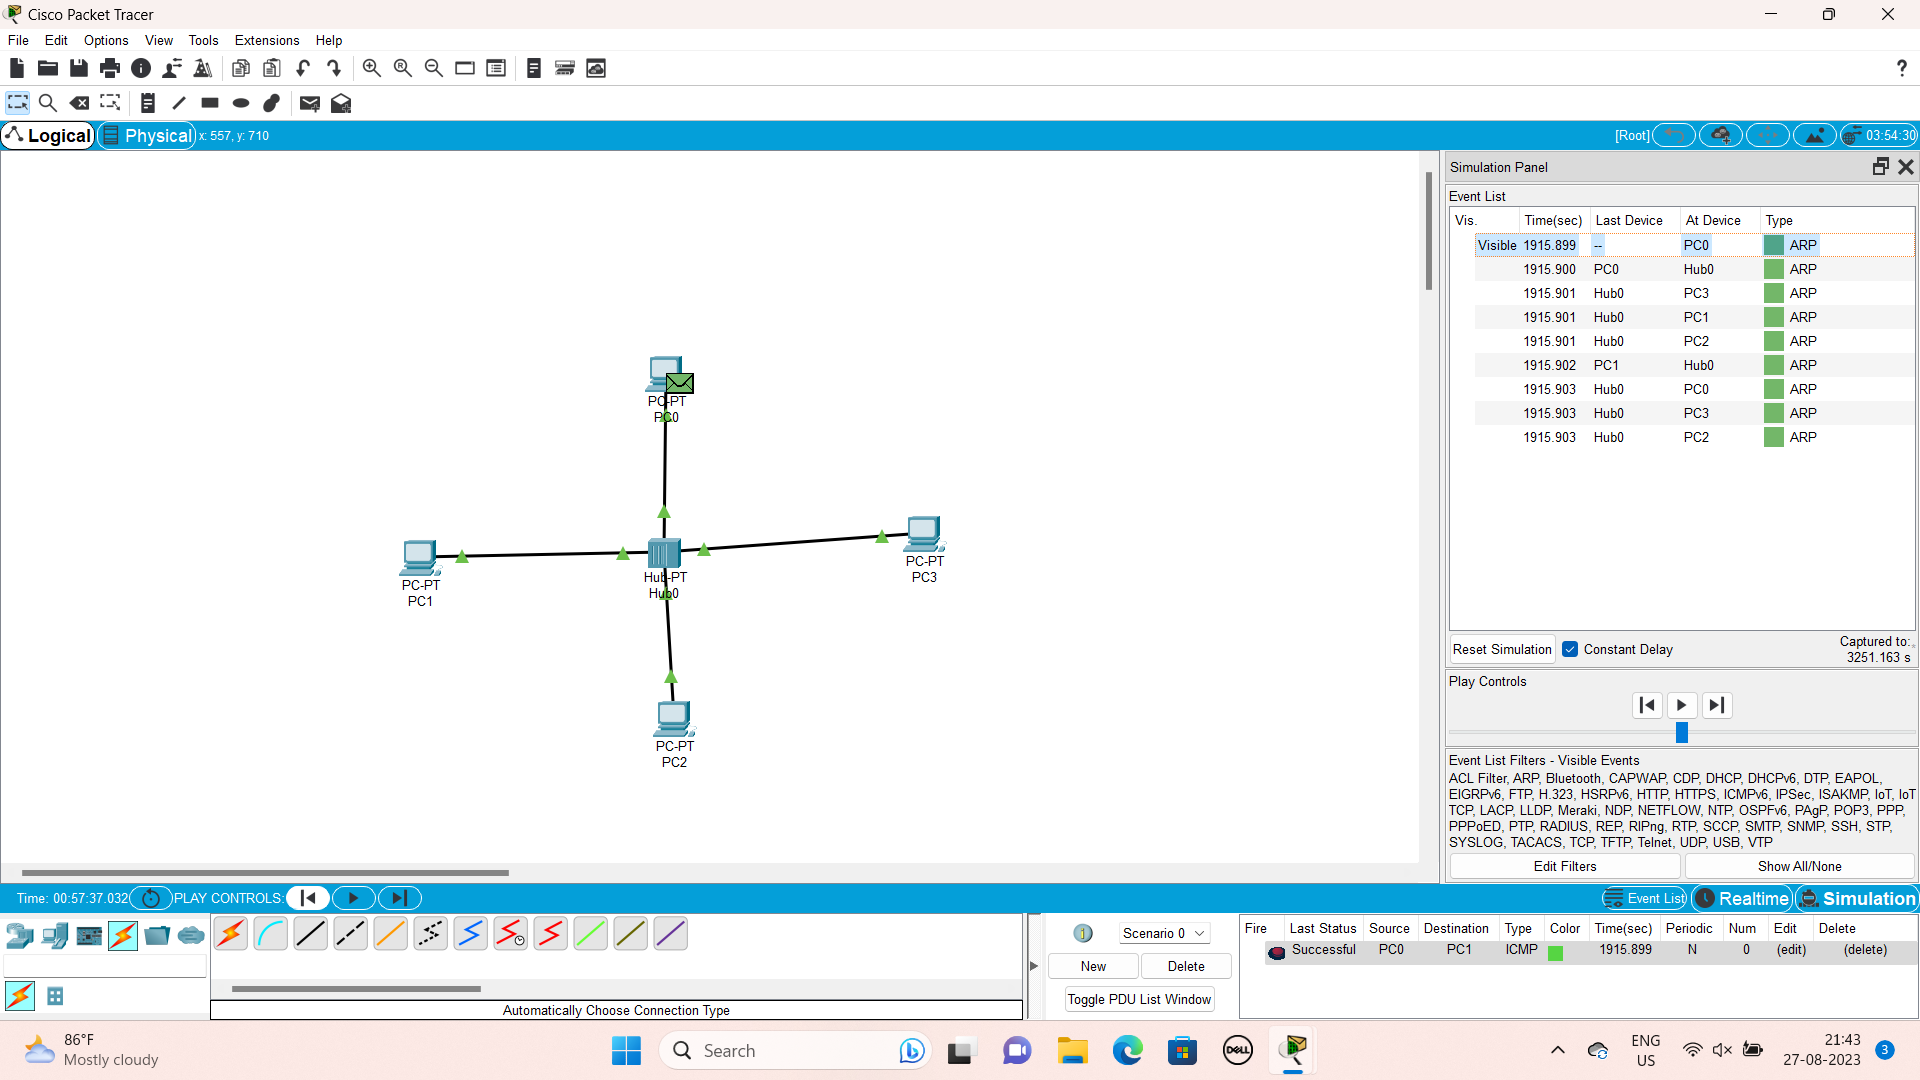 Cisco Packet Tracer
File Edit Options View Tools Extensions Help
Logical Physical x: 557, y: 710 [Root] 03:54:30
PC-PT
PC0
PC-PT
PC1
Hub-PT
Hub0
PC-PT
PC3
PC-PT
PC2
Simulation Panel
Event List
Vis. Time(sec) Last Device At Device Type
Visible 1915.899 -- PC0 ARP
1915.900 PC0 Hub0 ARP
1915.901 Hub0 PC3 ARP
1915.901 Hub0 PC1 ARP
1915.901 Hub0 PC2 ARP
1915.902 PC1 Hub0 ARP
1915.903 Hub0 PC0 ARP
1915.903 Hub0 PC3 ARP
1915.903 Hub0 PC2 ARP
Reset Simulation Constant Delay Captured to:
3251.163 s
Play Controls
Event List Filters - Visible Events
ACL Filter, ARP, Bluetooth, CAPWAP, CDP, DHCP, DHCPv6, DTP, EAPOL,
EIGRPv6, FTP, H.323, HSRPv6, HTTP, HTTPS, ICMPv6, IPSec, ISAKMP, IoT, IoT
TCP, LACP, LLDP, Meraki, NDP, NETFLOW, NTP, OSPFv6, PAgP, POP3, PPP,
PPPoED, PTP, RADIUS, REP, RIPng, RTP, SCCP, SMTP, SNMP, SSH, STP,
SYSLOG, TACACS, TCP, TFTP, Telnet, UDP, USB, VTP
Edit Filters Show All/None
Time: 00:57:37.032 PLAY CONTROLS: Event List Realtime Simulation
Scenario 0
New Delete
Toggle PDU List Window
Fire Last Status Source Destination Type Color Time(sec) Periodic Num Edit Delete
Successful PC0 PC1 ICMP 1915.899 N 0 (edit) (delete)
Automatically Choose Connection Type
86°F
Mostly cloudy
Search
DELL
ENG
US
21:43
27-08-2023
3